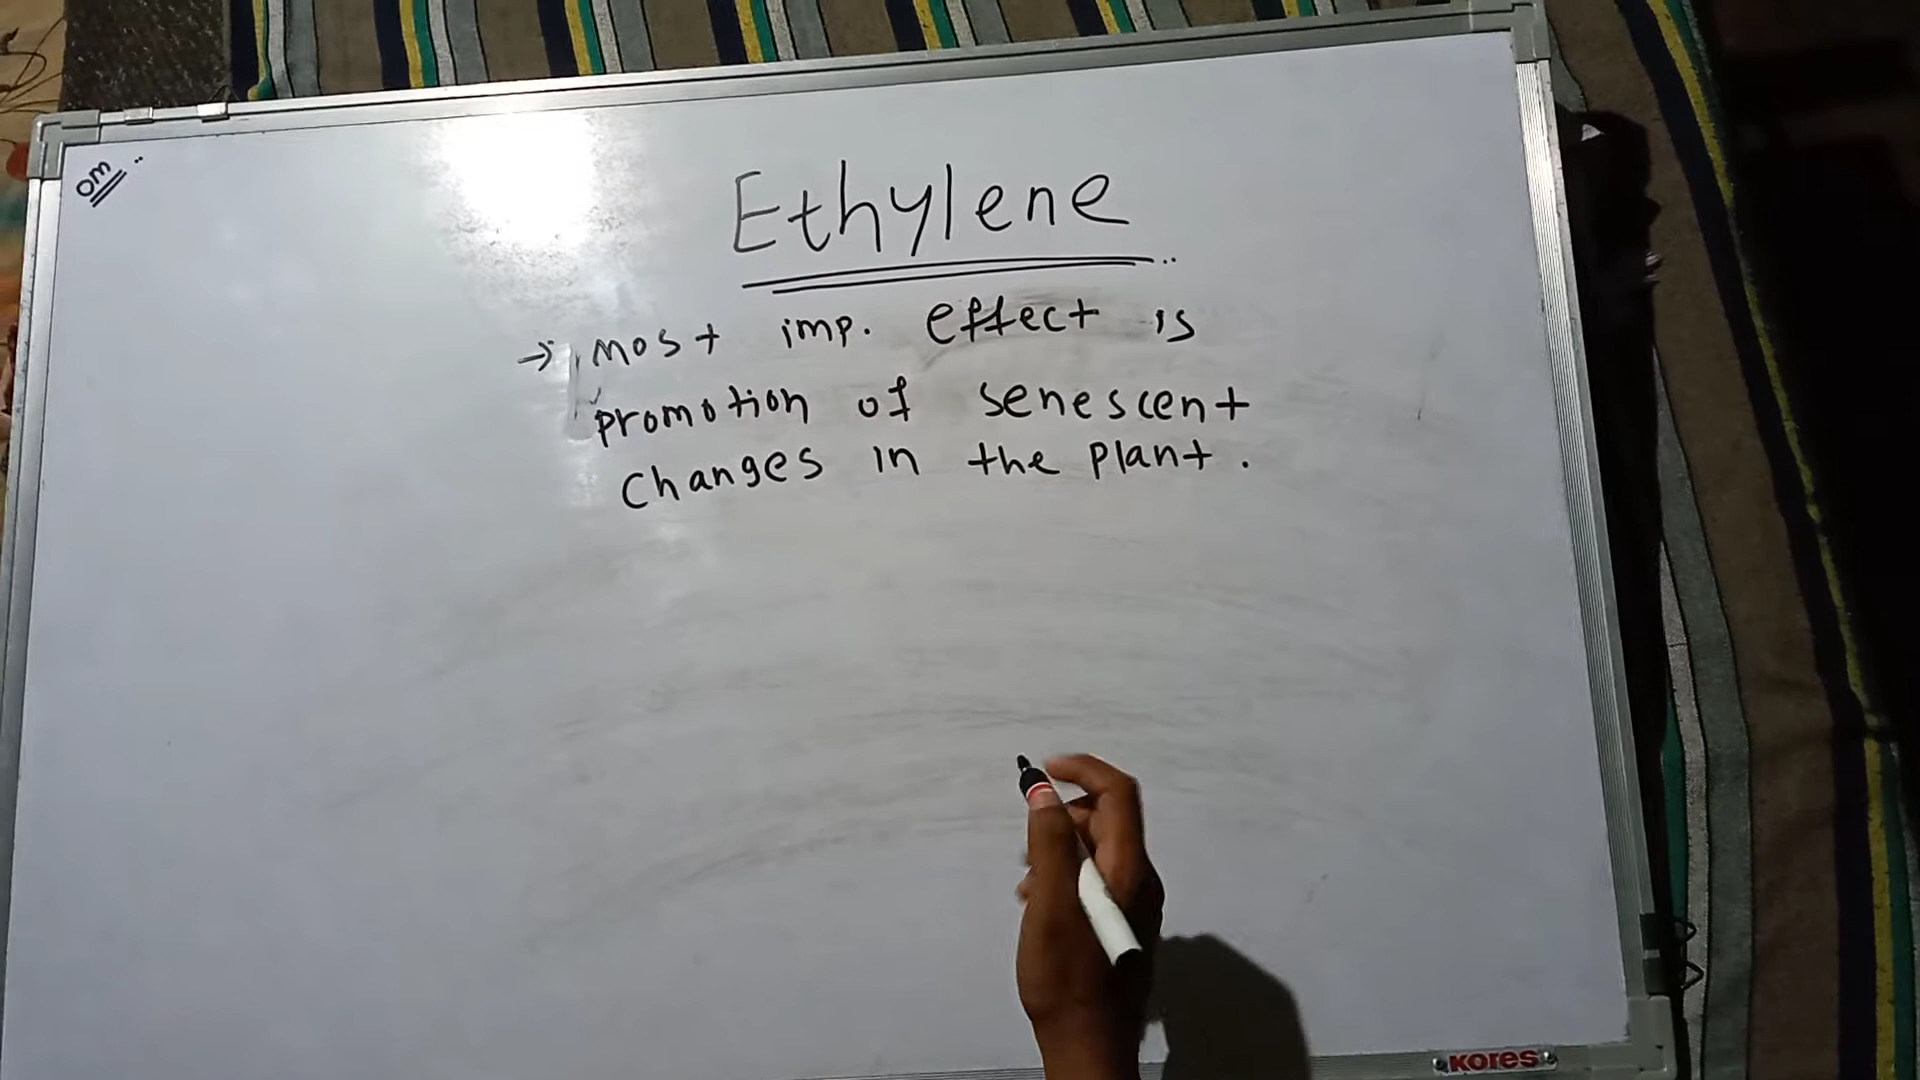 om
Ethylene
→ most imp. effect is
promotion of senescent
changes in the plant.
KORES